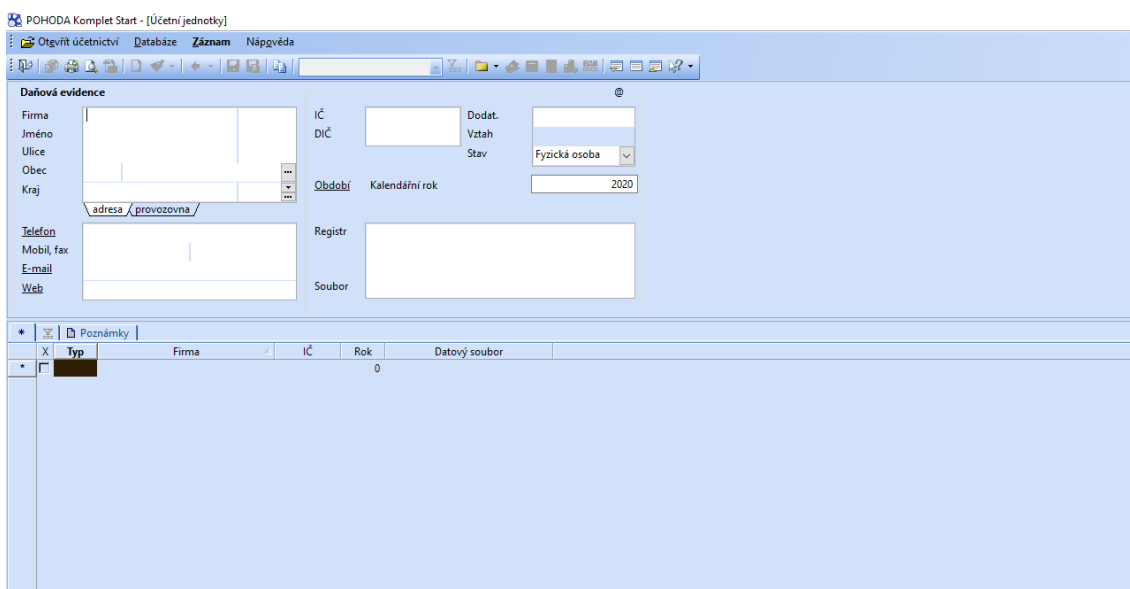 POHODA Komplet Start - [Účetní jednotky]
Otevřít účetnictví Databáze Záznam Nápověda
Daňová evidence @
Firma IČ Dodat.
Jméno DIČ Vztah
Ulice Stav Fyzická osoba
Obec
Kraj Období Kalendářní rok 2020
adresa provozovna
Telefon Registr
Mobil, fax
E-mail
Web Soubor
* Poznámky
X Typ Firma IČ Rok Datový soubor
* 0